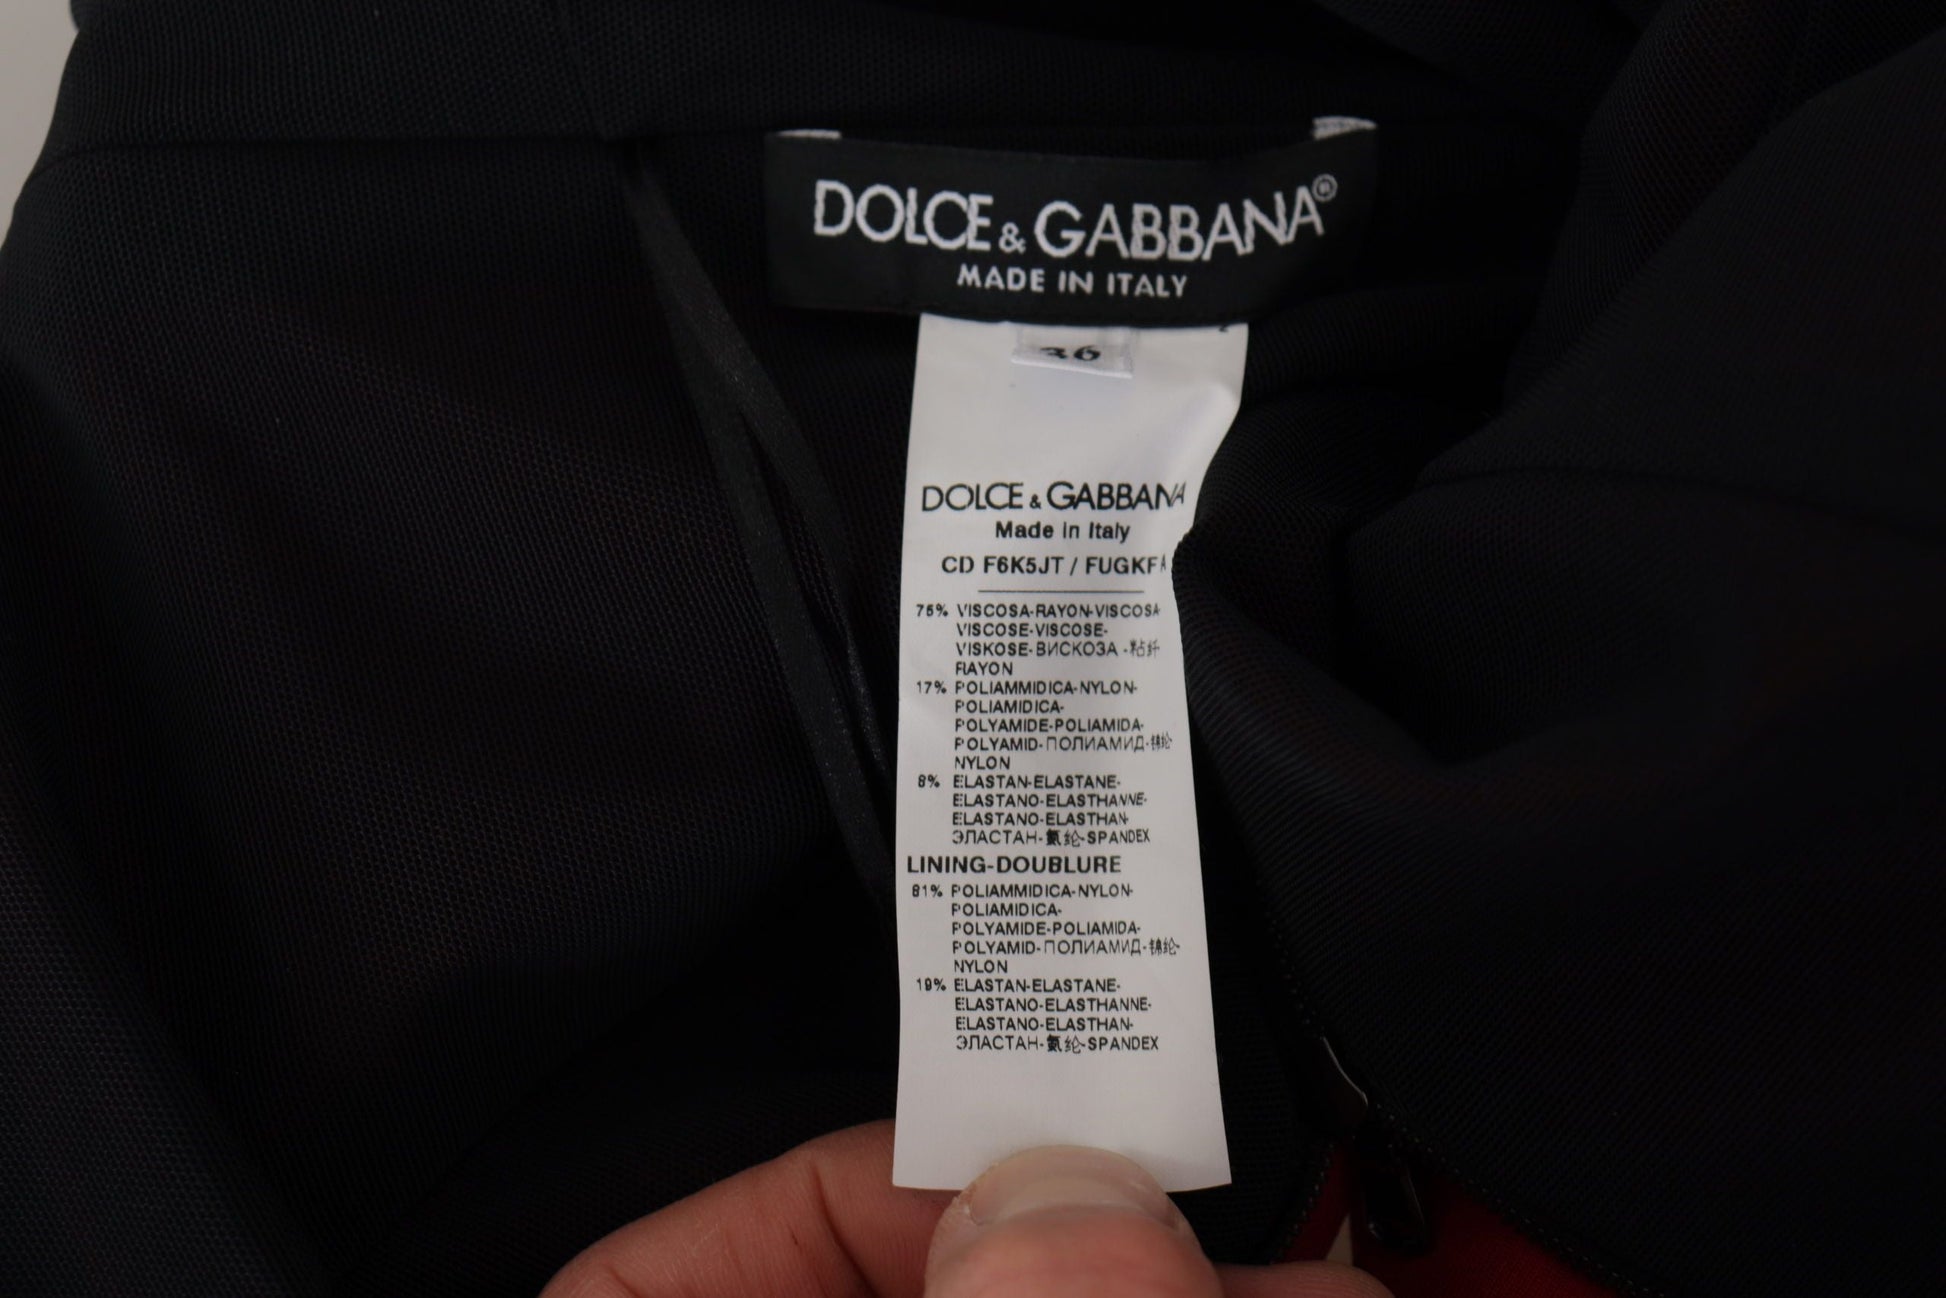 DOLCE & GABBANA®
MADE IN ITALY
36
DOLCE & GABBANA
Made in Italy
CD F6K5JT / FUGKFA
75% VISCOSA-RAYON-VISCOSA
VISCOSE-VISCOSE-
VISKOSE-ВИСКОЗА-粘纤
RAYON
17% POLIAMMIDICA-NYLON-
POLIAMIDICA-
POLYAMIDE-POLIAMIDA-
POLYAMID-ПОЛИАМИД-锦纶-
NYLON
8% ELASTAN-ELASTANE-
ELASTANO-ELASTHANNE-
ELASTANO-ELASTHAN-
ЭЛАСТАН-氨纶-SPANDEX
LINING-DOUBLURE
81% POLIAMMIDICA-NYLON-
POLIAMIDICA-
POLYAMIDE-POLIAMIDA-
POLYAMID-ПОЛИАМИД-锦纶-
NYLON
19% ELASTAN-ELASTANE-
ELASTANO-ELASTHANNE-
ELASTANO-ELASTHAN-
ЭЛАСТАН-氨纶-SPANDEX